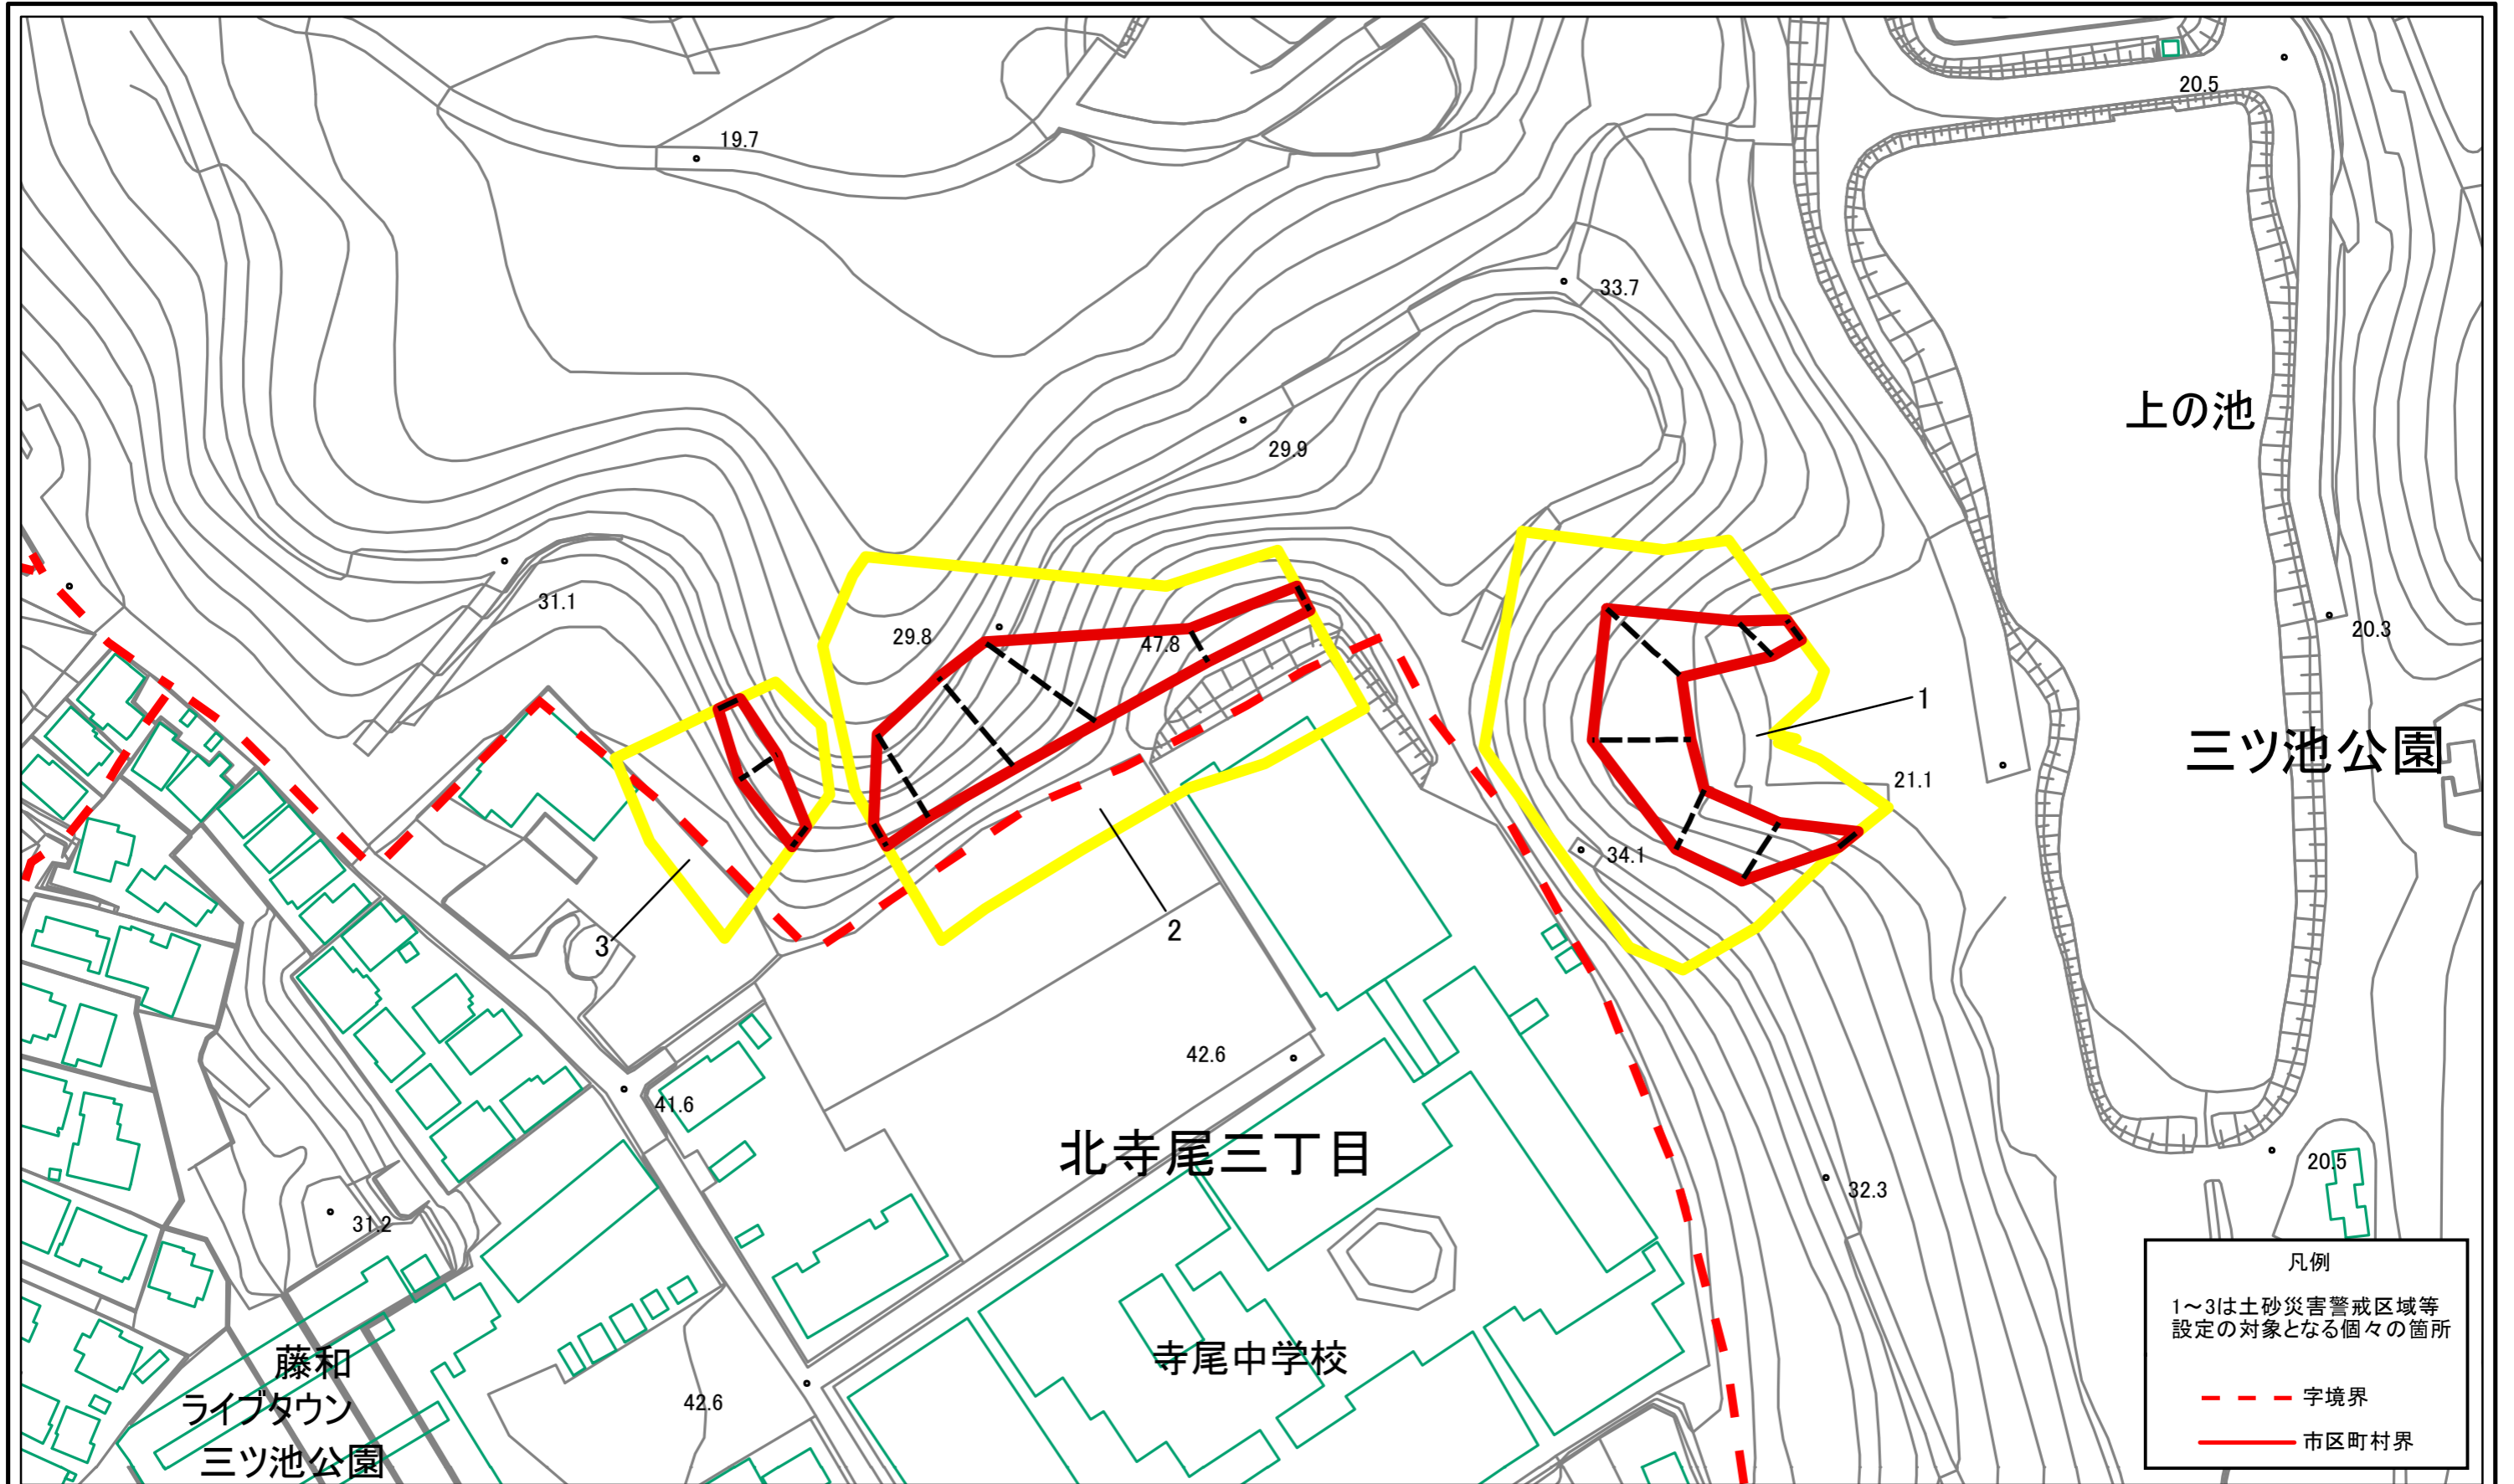 20.5
19.7
33.7
上の池
29.9
31.1
20.3
29.8
47.8
1
三ツ池公園
21.1
34.1
2
3
42.6
41.6
北寺尾三丁目
20.5
32.3
31.2
寺尾中学校
藤和
ライブタウン
三ツ池公園
42.6
凡例
1～3は土砂災害警戒区域等
設定の対象となる個々の箇所
字境界
市区町村界